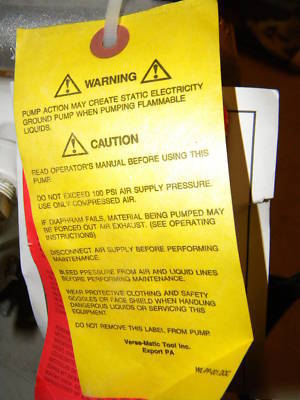 WARNING
PUMP ACTION MAY CREATE STATIC ELECTRICITY
GROUND PUMP WHEN PUMPING FLAMMABLE
LIQUIDS.
CAUTION
READ OPERATOR'S MANUAL BEFORE USING THIS
PUMP.
DO NOT EXCEED 100 PSI AIR SUPPLY PRESSURE.
USE ONLY COMPRESSED AIR.
IF DIAPHRAM FAILS, MATERIAL BEING PUMPED MAY
BE FORCED OUT AIR EXHAUST. (SEE OPERATING
INSTRUCTIONS)
DISCONNECT AIR SUPPLY BEFORE PERFORMING
MAINTENANCE.
BLEED PRESSURE FROM AIR AND LIQUID LINES
BEFORE PERFORMING MAINTENANCE.
WEAR PROTECTIVE CLOTHING AND SAFETY
GOGGLES OR FACE SHIELD WHEN HANDLING
DANGEROUS LIQUIDS OR SERVICING THIS
EQUIPMENT.
DO NOT REMOVE THIS LABEL FROM PUMP.
Versa-Matic Tool Inc.
Export PA